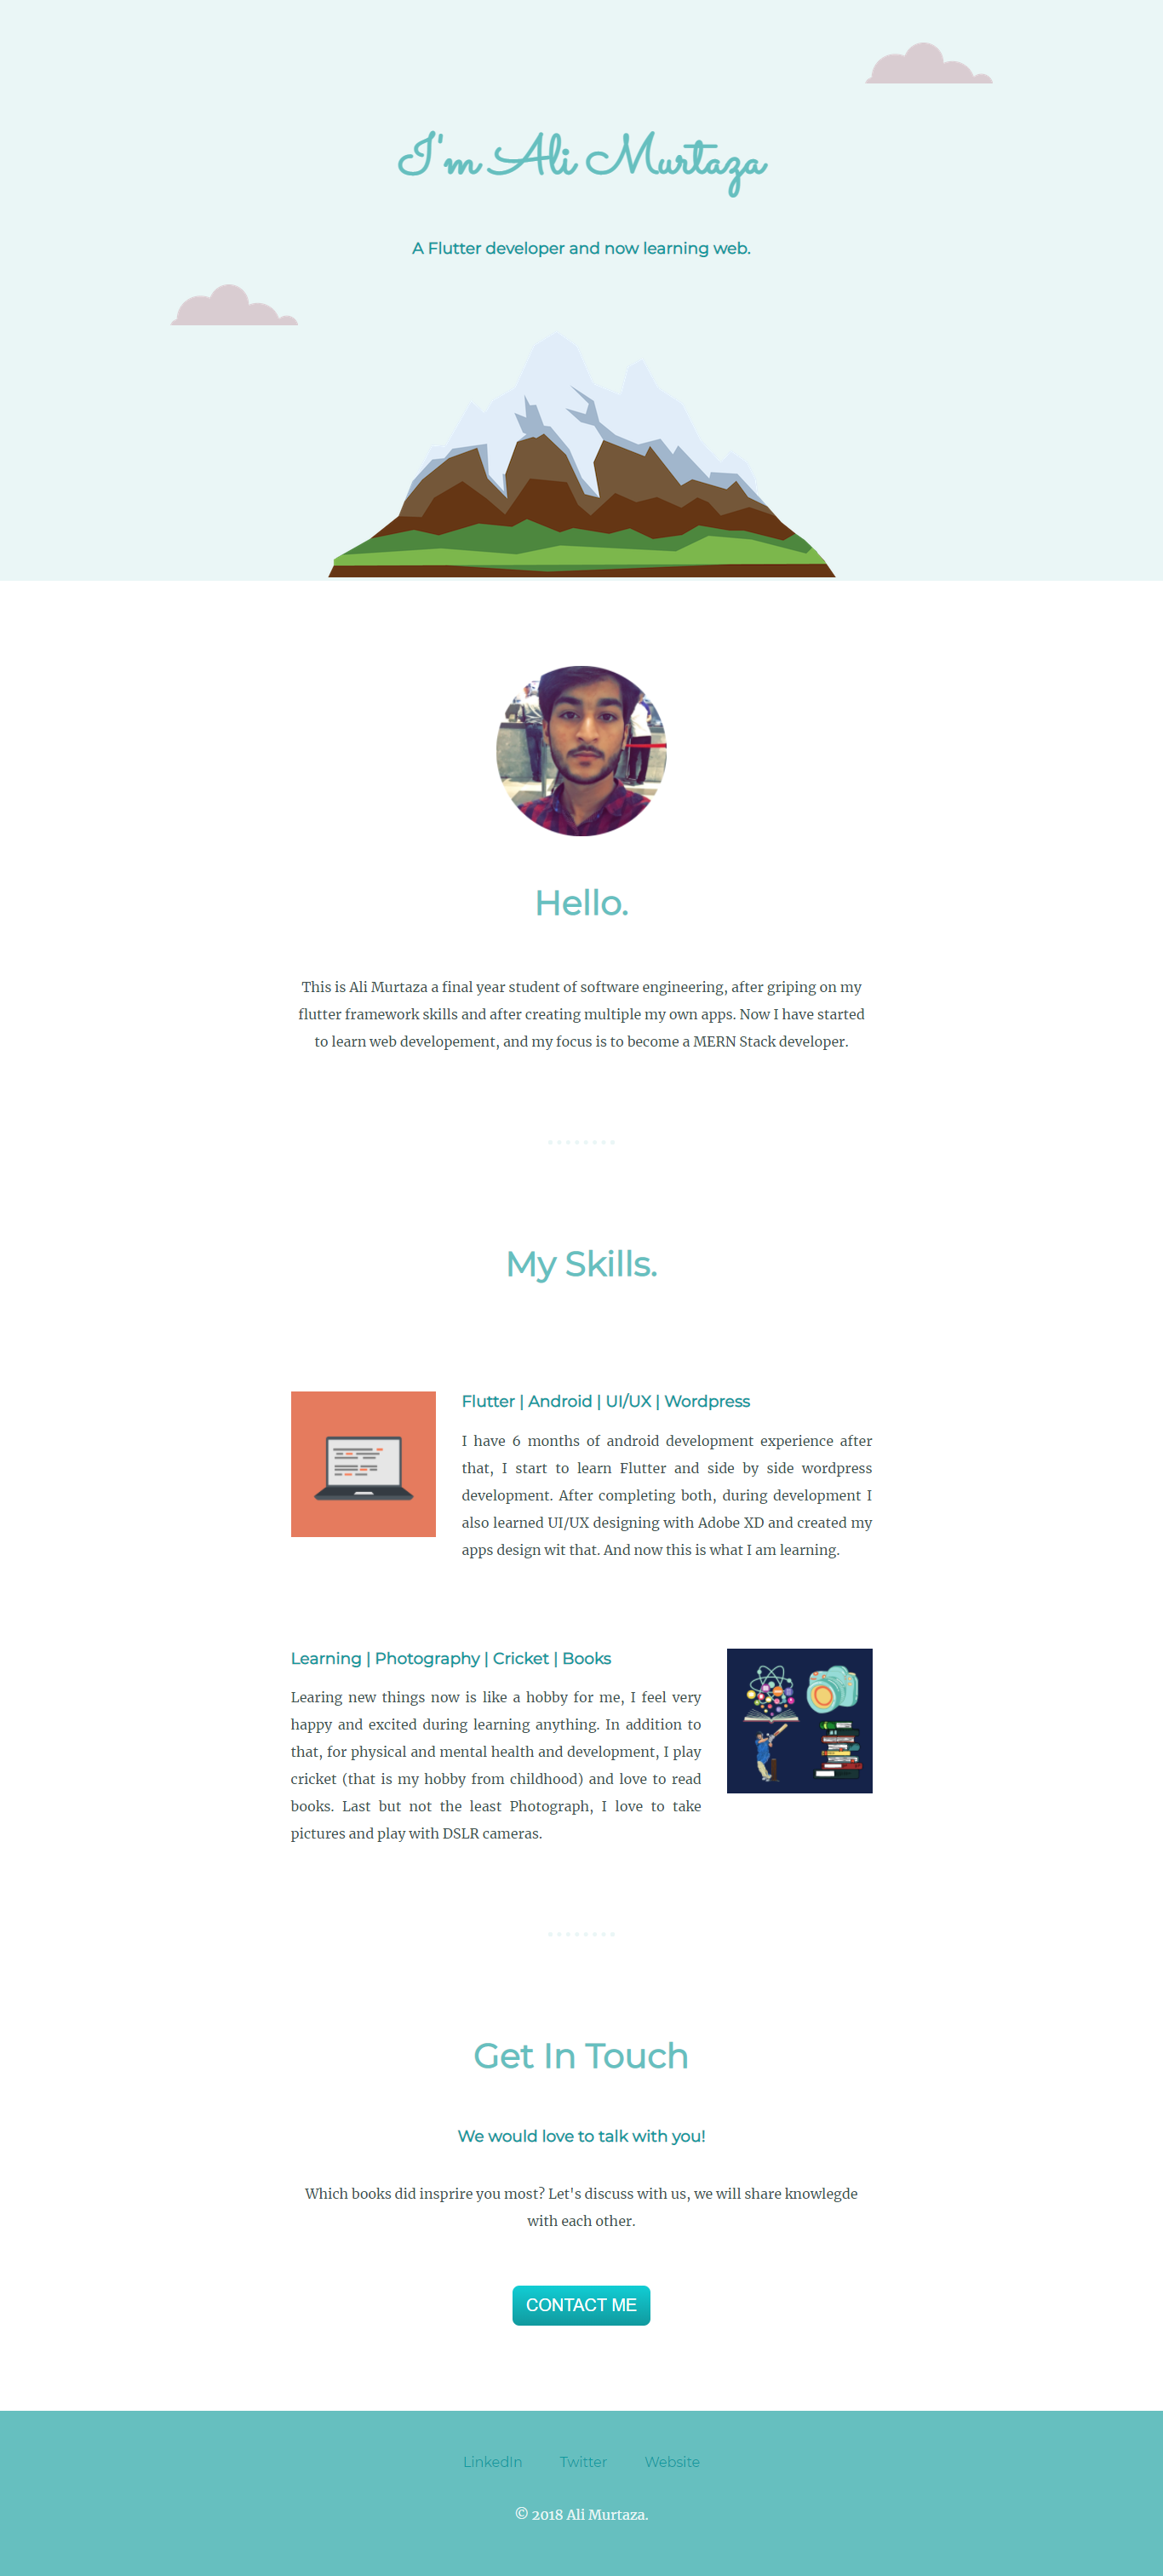 I'm Ali Murtaza
A Flutter developer and now learning web.
Hello.
This is Ali Murtaza a final year student of software engineering, after griping on my
flutter framework skills and after creating multiple my own apps. Now I have started
to learn web developement, and my focus is to become a MERN Stack developer.
My Skills.
Flutter | Android | UI/UX | Wordpress
I have 6 months of android development experience after
that, I start to learn Flutter and side by side wordpress
development. After completing both, during development I
also learned UI/UX designing with Adobe XD and created my
apps design wit that. And now this is what I am learning.
Learning | Photography | Cricket | Books
Learing new things now is like a hobby for me, I feel very
happy and excited during learning anything. In addition to
that, for physical and mental health and development, I play
cricket (that is my hobby from childhood) and love to read
books. Last but not the least Photograph, I love to take
pictures and play with DSLR cameras.
Get In Touch
We would love to talk with you!
Which books did insprire you most? Let's discuss with us, we will share knowlegde
with each other.
CONTACT ME
LinkedIn Twitter Website
© 2018 Ali Murtaza.